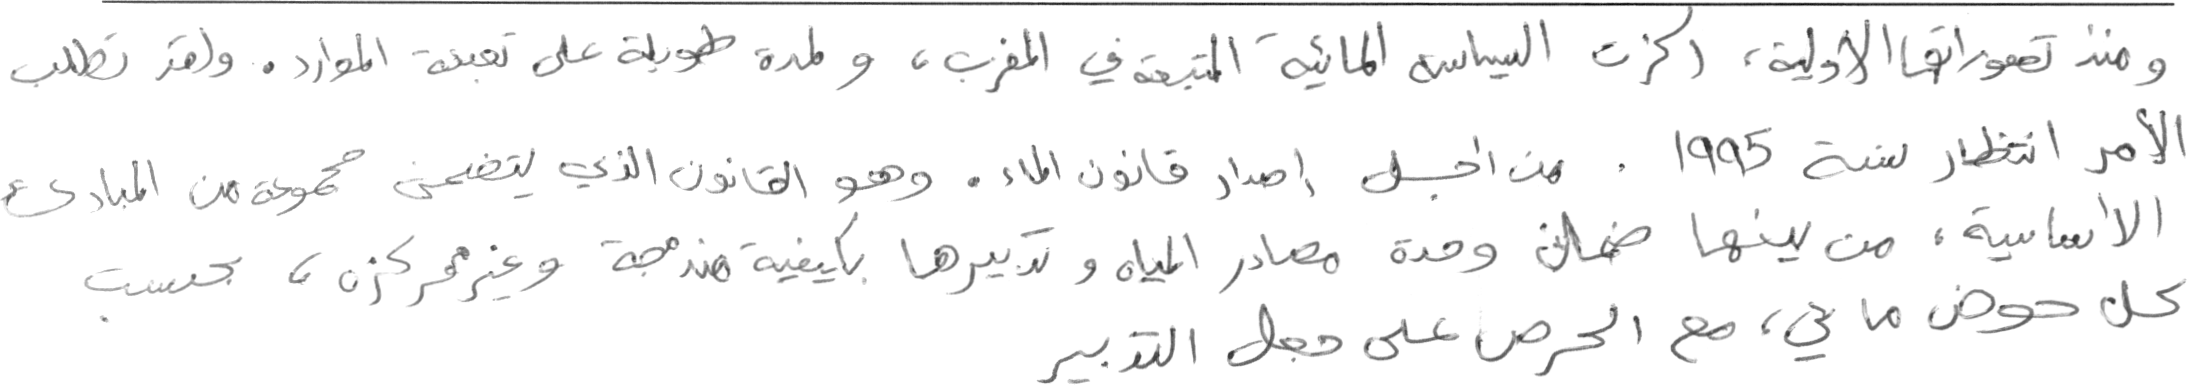 ومنذ تصوراتها الأولية، ركزت السياسة المائية المتبعة في المغرب، و لمدة طويلة على تعبئة الموارد. ولقد تطلب
الأمر انتظار سنة 1995 . من أجل إصدار قانون الماء. وهو القانون الذي يتضمن مجموعة من المبادئ
الأساسية، من بينها ضمان وحدة مصادر المياه و تدبيرها بكيفية مندمجة وغير ممركزة، بحسب
كل حوض مائي، مع الحرص على جعل التدبير